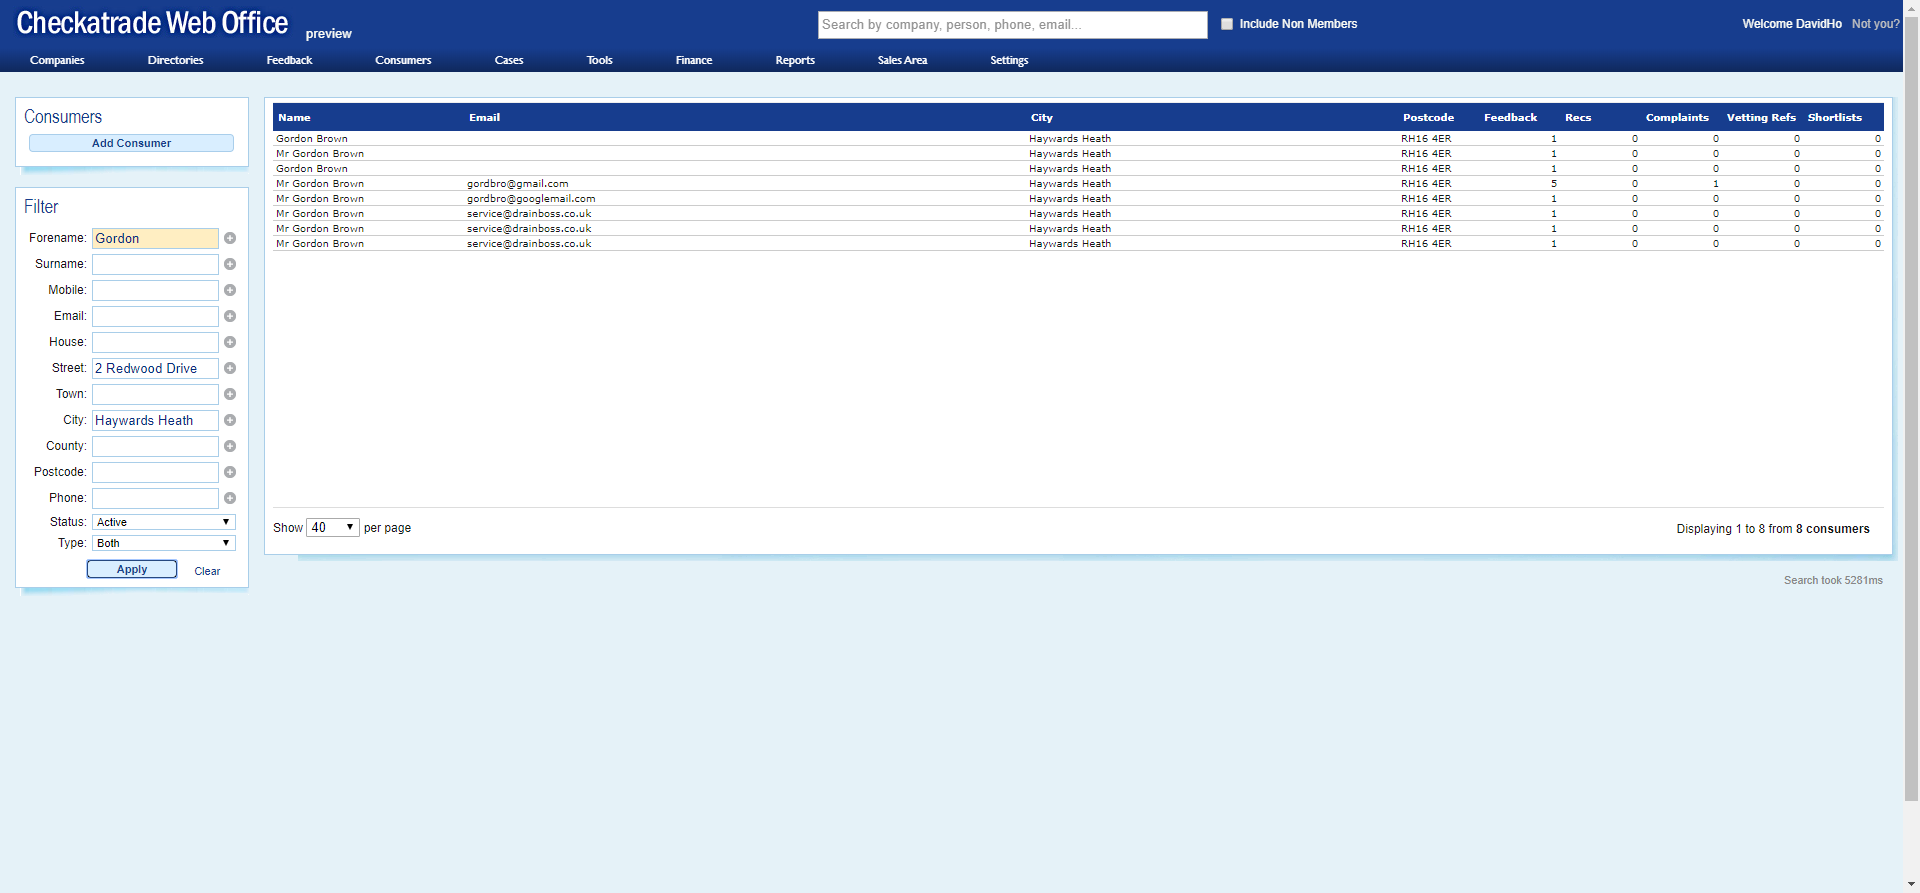 Checkatrade Web Office preview
Search by company, person, phone, email...
Include Non Members
Welcome DavidHo Not you?
Companies Directories Feedback Consumers Cases Tools Finance Reports Sales Area Settings
Consumers
Add Consumer
Filter
Forename: Gordon
Surname:
Mobile:
Email:
House:
Street: 2 Redwood Drive
Town:
City: Haywards Heath
County:
Postcode:
Phone:
Status: Active
Type: Both
Apply Clear
Name Email City Postcode Feedback Recs Complaints Vetting Refs Shortlists
Gordon Brown Haywards Heath RH16 4ER 1 0 0 0 0
Mr Gordon Brown Haywards Heath RH16 4ER 1 0 0 0 0
Gordon Brown Haywards Heath RH16 4ER 1 0 0 0 0
Mr Gordon Brown gordbro@gmail.com Haywards Heath RH16 4ER 5 0 1 0 0
Mr Gordon Brown gordbro@googlemail.com Haywards Heath RH16 4ER 1 0 0 0 0
Mr Gordon Brown service@drainboss.co.uk Haywards Heath RH16 4ER 1 0 0 0 0
Mr Gordon Brown service@drainboss.co.uk Haywards Heath RH16 4ER 1 0 0 0 0
Mr Gordon Brown service@drainboss.co.uk Haywards Heath RH16 4ER 1 0 0 0 0
Show 40 per page
Displaying 1 to 8 from 8 consumers
Search took 5281ms